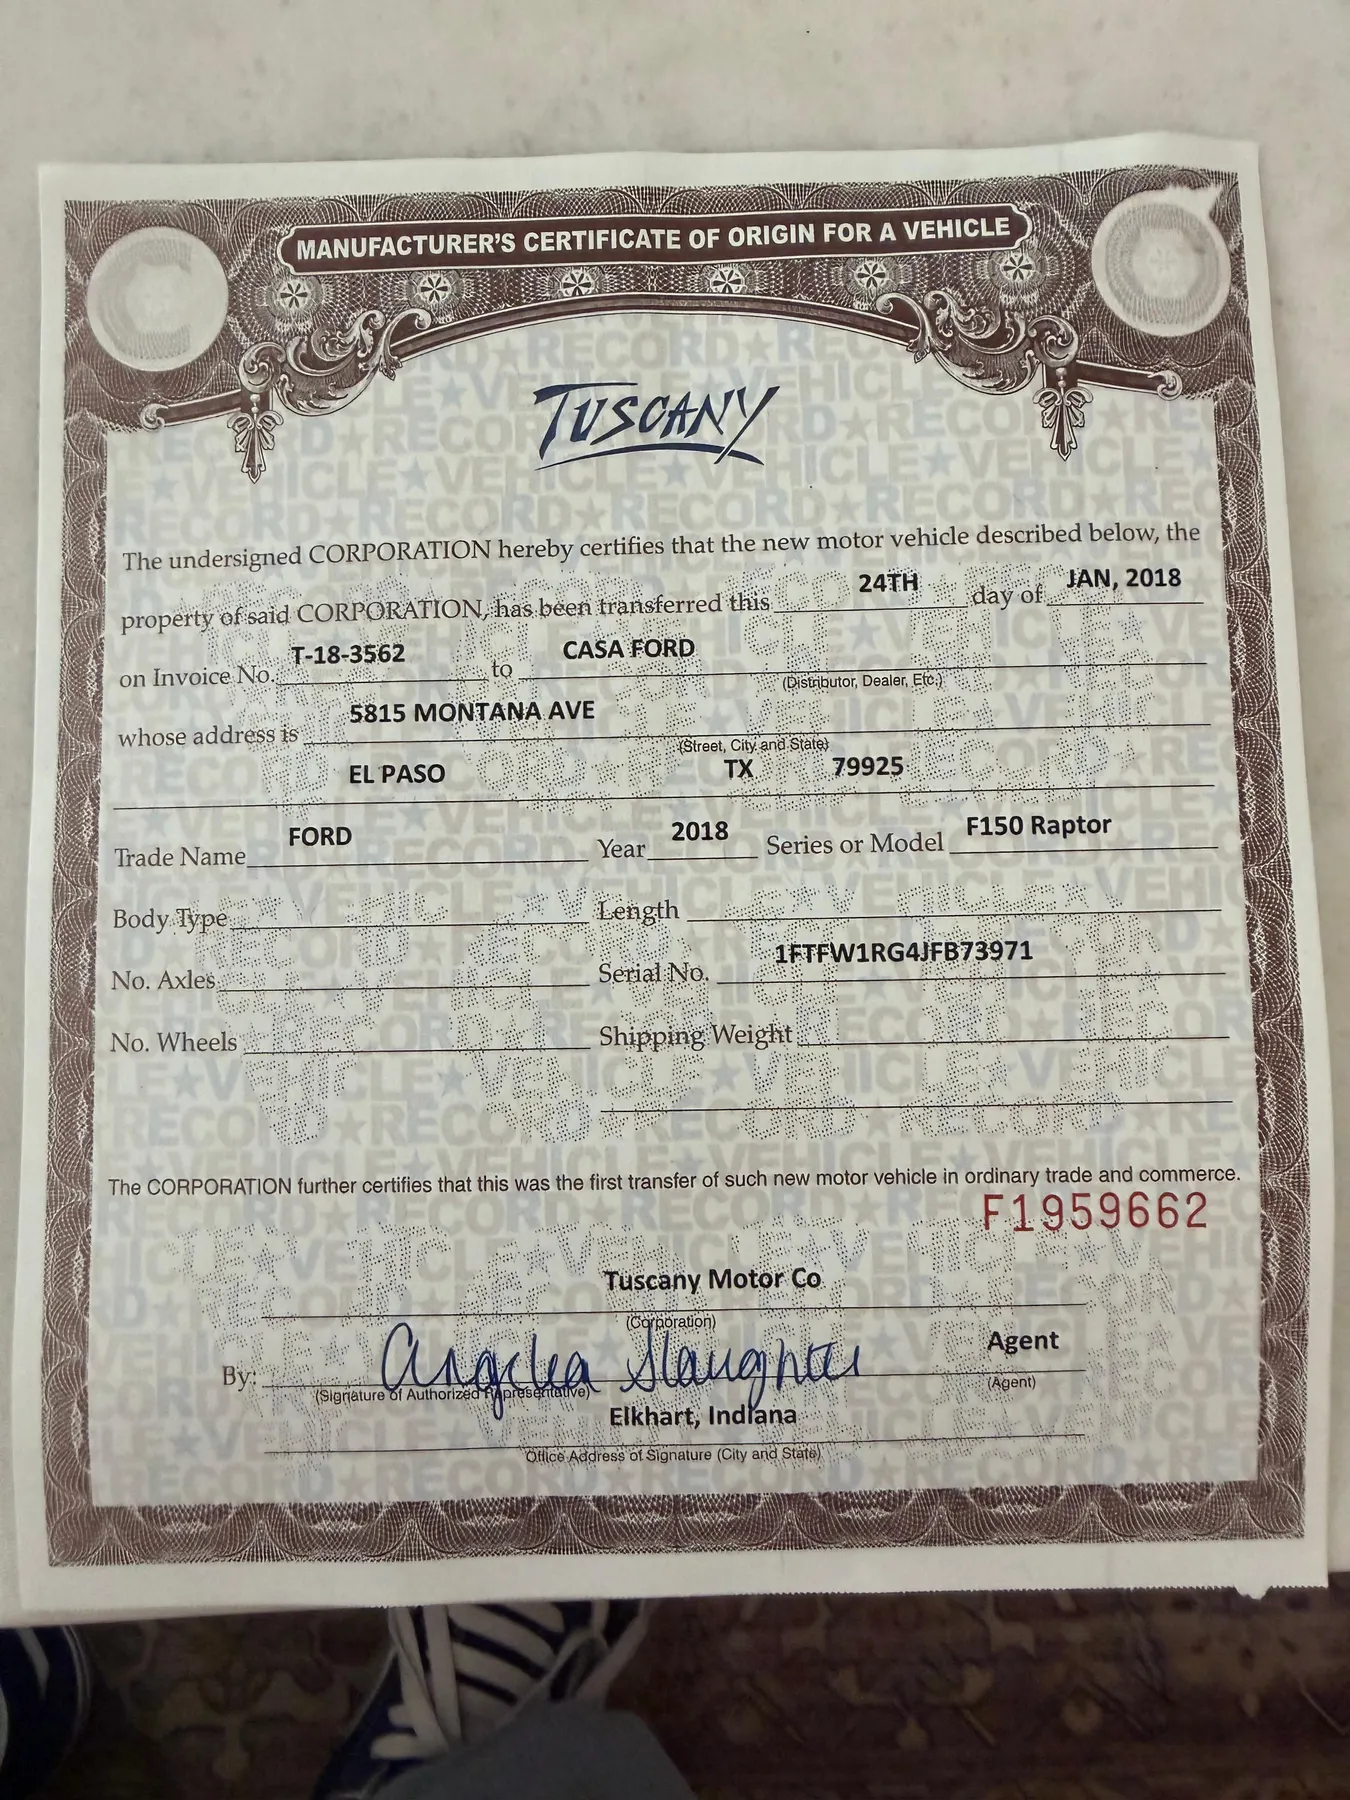 MANUFACTURER'S CERTIFICATE OF ORIGIN FOR A VEHICLE
TUSCANY
The undersigned CORPORATION hereby certifies that the new motor vehicle described below, the
property of said CORPORATION, has been transferred this 24TH day of JAN, 2018
on Invoice No. T-18-3562 to CASA FORD
(Distributor, Dealer, Etc.)
whose address is 5815 MONTANA AVE
(Street, City and State)
EL PASO TX 79925
Trade Name FORD Year 2018 Series or Model F150 Raptor
Body Type Length
No. Axles Serial No. 1FTFW1RG4JFB73971
No. Wheels Shipping Weight
The CORPORATION further certifies that this was the first transfer of such new motor vehicle in ordinary trade and commerce.
F1959662
Tuscany Motor Co
(Corporation)
By: Angelea Slaughter Agent
(Signature of Authorized Representative) (Agent)
Elkhart, Indiana
Office Address of Signature (City and State)